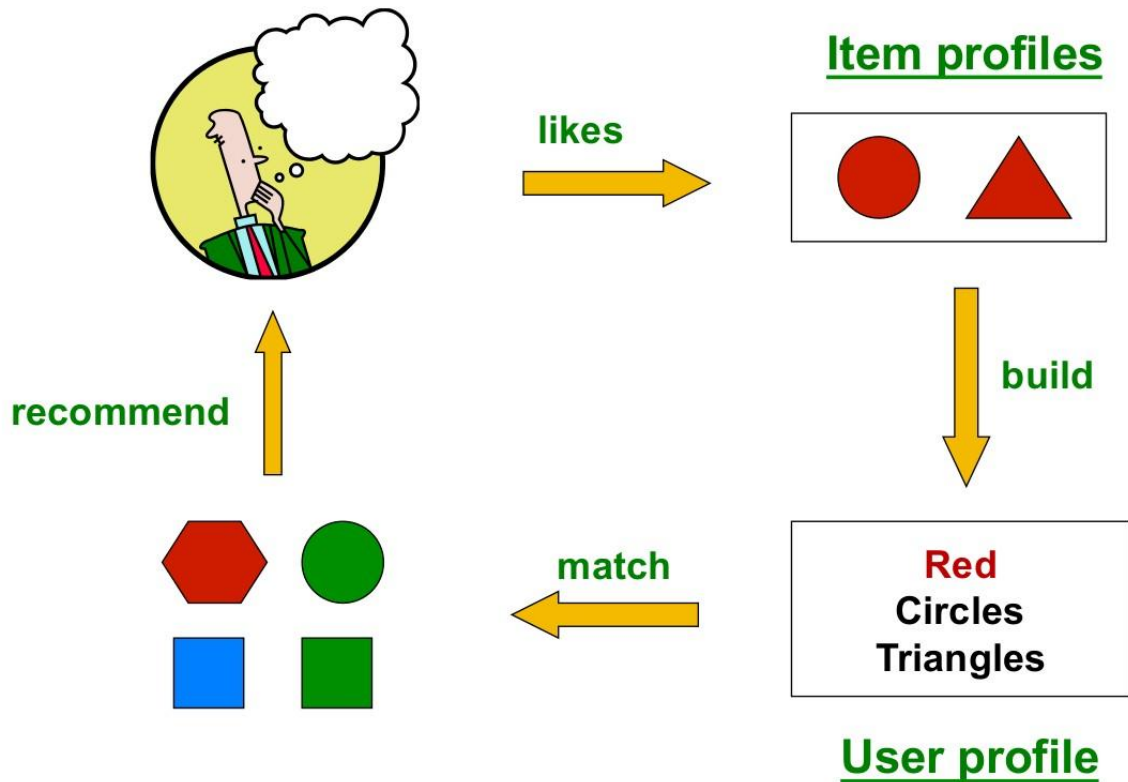 Item profiles
likes
build
recommend
match
Red
Circles
Triangles
User profile